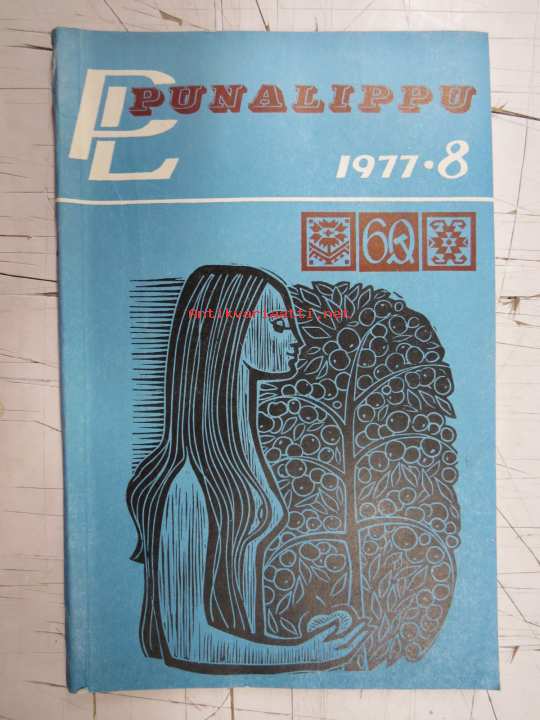 PL PUNALIPPU
1977·8
60
Antikvariaatti.net